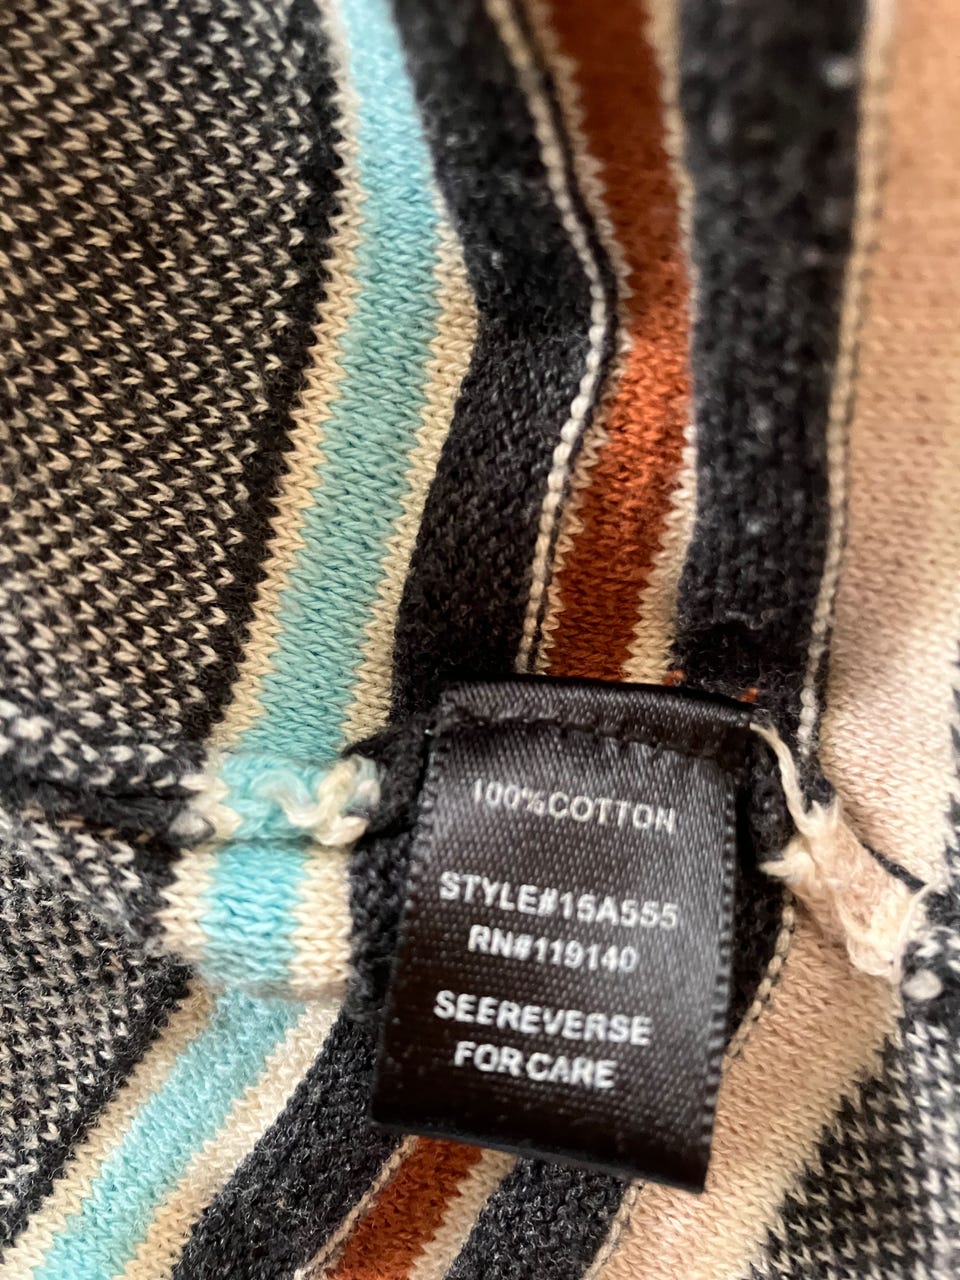 100%COTTON
STYLE#15A555
RN#119140
SEEREVERSE
FOR CARE